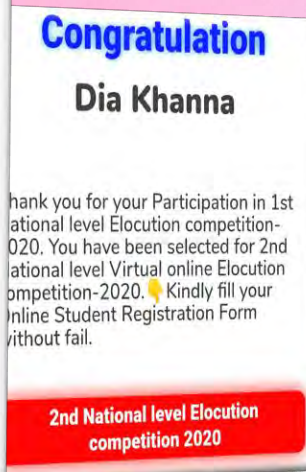 Congratulation
Dia Khanna
hank you for your Participation in 1st
ational level Elocution competition-
020. You have been selected for 2nd
ational level Virtual online Elocution
ompetition-2020.👇Kindly fill your
nline Student Registration Form
ithout fail.
2nd National level Elocution
competition 2020